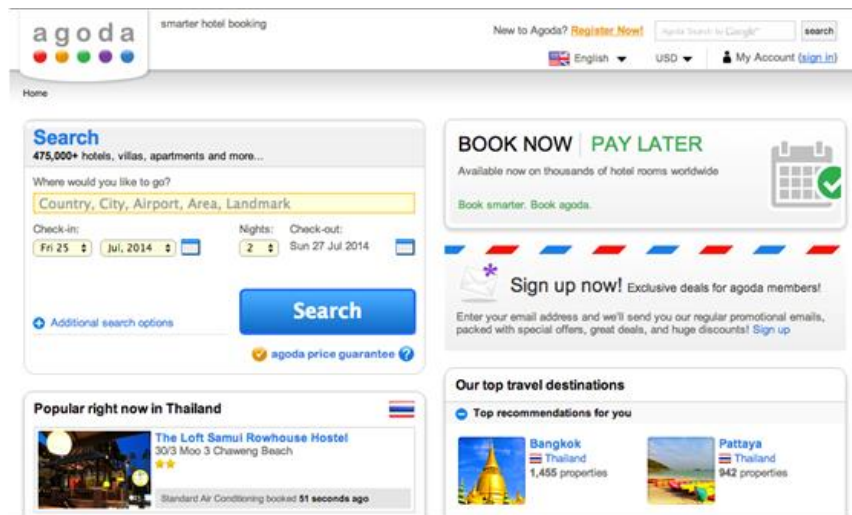 agoda
smarter hotel booking
New to Agoda? Register Now!
Agoda Search by Google™
search
English
USD
My Account (sign in)
Home
Search
475,000+ hotels, villas, apartments and more...
Where would you like to go?
Country, City, Airport, Area, Landmark
Check-in:
Nights:
Check-out:
Fri 25
Jul, 2014
2
Sun 27 Jul 2014
Additional search options
Search
agoda price guarantee ?
BOOK NOW PAY LATER
Available now on thousands of hotel rooms worldwide
Book smarter. Book agoda.
Sign up now! Exclusive deals for agoda members!
Enter your email address and we'll send you our regular promotional emails,
packed with special offers, great deals, and huge discounts! Sign up
Popular right now in Thailand
The Loft Samui Rowhouse Hostel
30/3 Moo 3 Chaweng Beach
Standard Air Conditioning booked 51 seconds ago
Our top travel destinations
Top recommendations for you
Bangkok
Thailand
1,455 properties
Pattaya
Thailand
942 properties